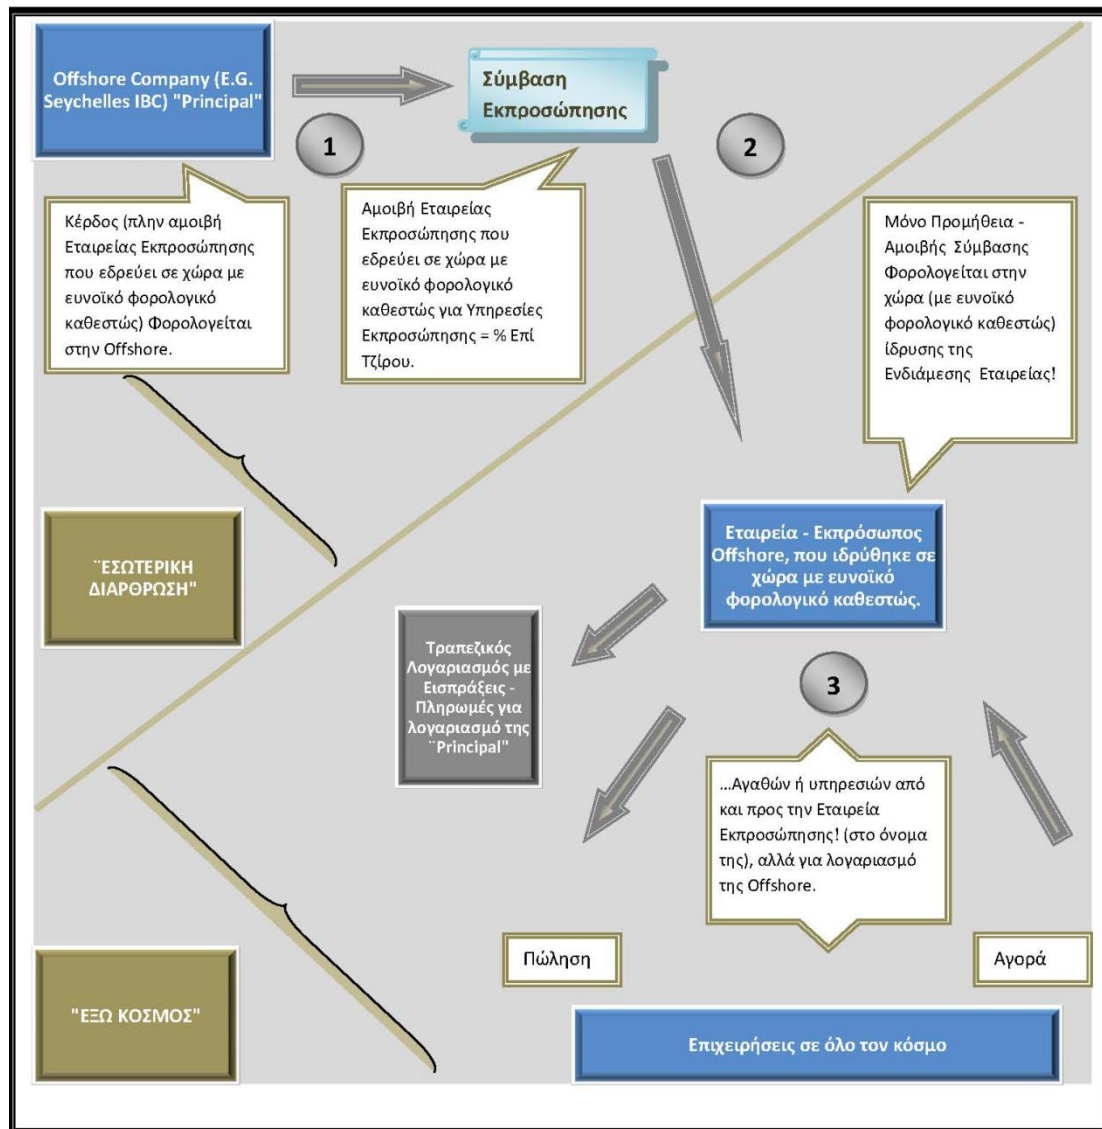 Offshore Company (E.G.
Seychelles IBC) "Principal"
Σύμβαση
Εκπροσώπησης
1
2
Κέρδος (πλην αμοιβή
Εταιρείας Εκπροσώπησης
που εδρεύει σε χώρα με
ευνοϊκό φορολογικό
καθεστώς) Φορολογείται
στην Offshore.
Αμοιβή Εταιρείας
Εκπροσώπησης που
εδρεύει σε χώρα με
ευνοϊκό φορολογικό
καθεστώς για Υπηρεσίες
Εκπροσώπησης = % Επί
Τζίρου.
Μόνο Προμήθεια -
Αμοιβής Σύμβασης
Φορολογείται στην
χώρα (με ευνοϊκό
φορολογικό καθεστώς)
ίδρυσης της
Ενδιάμεσης Εταιρείας!
¨ΕΣΩΤΕΡΙΚΗ
ΔΙΑΡΘΡΩΣΗ"
Εταιρεία - Εκπρόσωπος
Offshore, που ιδρύθηκε σε
χώρα με ευνοϊκό
φορολογικό καθεστώς.
Τραπεζικός
Λογαριασμός με
Εισπράξεις -
Πληρωμές για
λογαριασμό της
¨Principal"
3
...Αγαθών ή υπηρεσιών από
και προς την Εταιρεία
Εκπροσώπησης! (στο όνομα
της), αλλά για λογαριασμό
της Offshore.
Πώληση
Αγορά
"ΕΞΩ ΚΟΣΜΟΣ"
Επιχειρήσεις σε όλο τον κόσμο